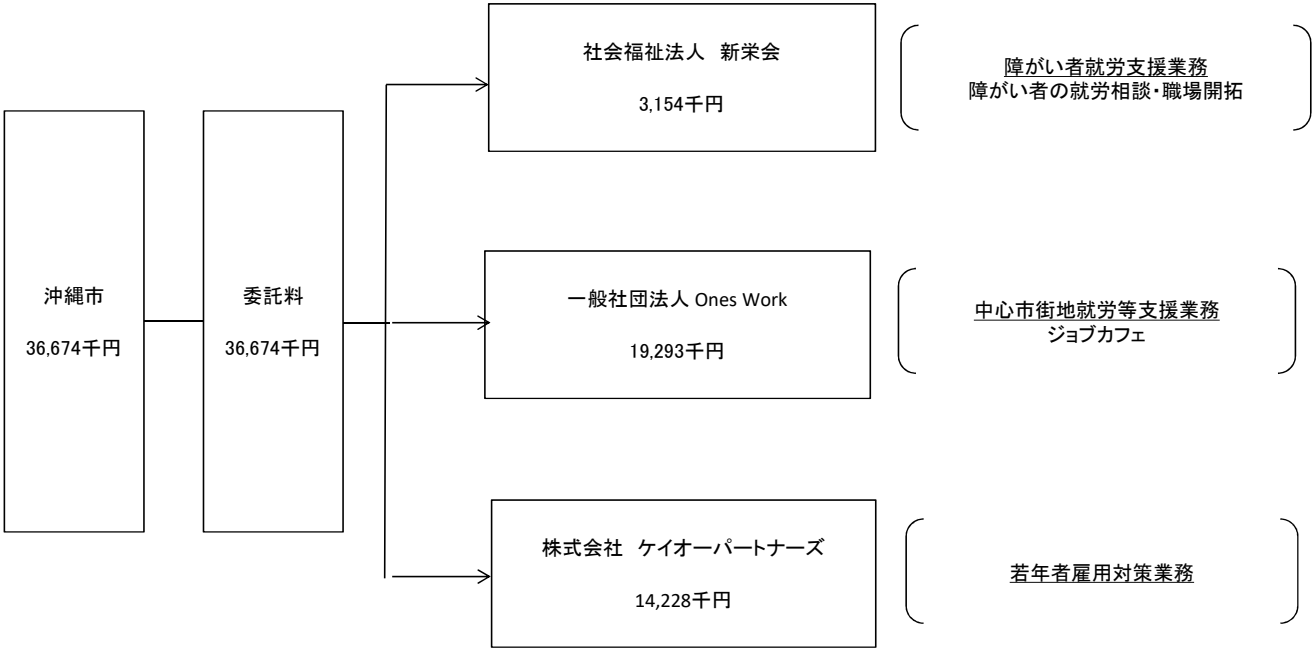 沖縄市
36,674千円
委託料
36,674千円
社会福祉法人　新栄会
3,154千円
障がい者就労支援業務
障がい者の就労相談・職場開拓
一般社団法人 Ones Work
19,293千円
中心市街地就労等支援業務
ジョブカフェ
株式会社　ケイオーパートナーズ
14,228千円
若年者雇用対策業務